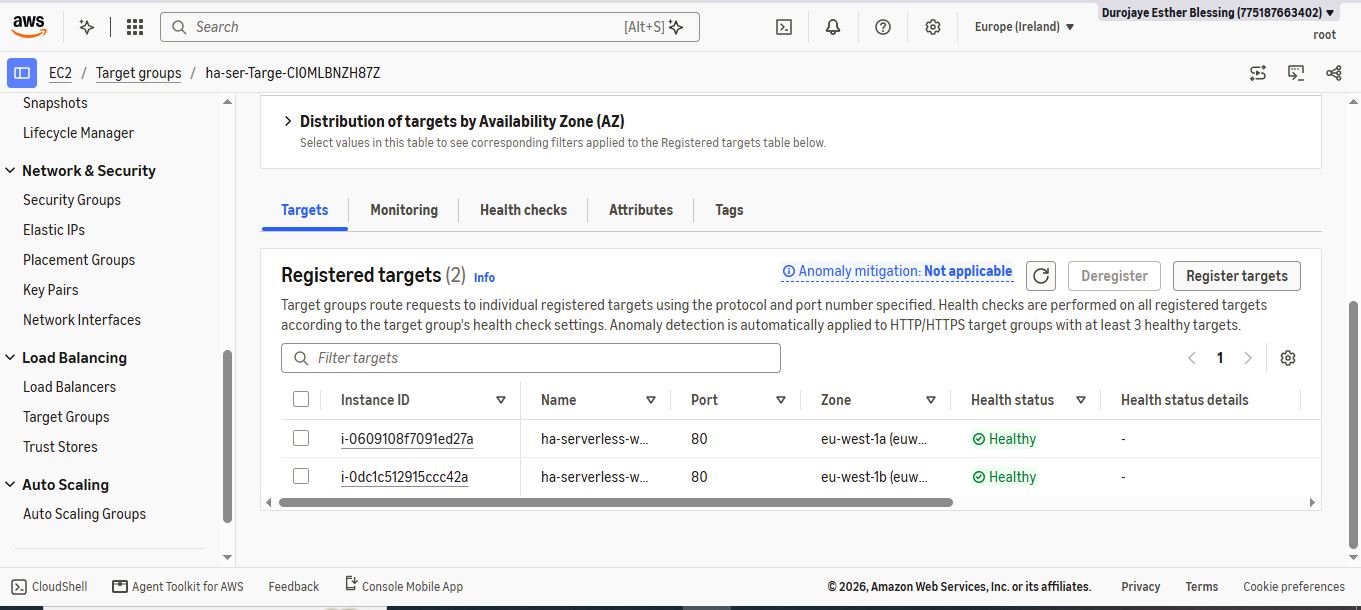 aws
Search
[Alt+S]
Europe (Ireland)
Durojaye Esther Blessing (775187663402)
root
EC2 / Target groups / ha-ser-Targe-CI0MLBNZH87Z
Snapshots
Lifecycle Manager
Network & Security
Security Groups
Elastic IPs
Placement Groups
Key Pairs
Network Interfaces
Load Balancing
Load Balancers
Target Groups
Trust Stores
Auto Scaling
Auto Scaling Groups
Distribution of targets by Availability Zone (AZ)
Select values in this table to see corresponding filters applied to the Registered targets table below.
Targets Monitoring Health checks Attributes Tags
Registered targets (2) Info
Anomaly mitigation: Not applicable
Deregister
Register targets
Target groups route requests to individual registered targets using the protocol and port number specified. Health checks are performed on all registered targets
according to the target group's health check settings. Anomaly detection is automatically applied to HTTP/HTTPS target groups with at least 3 healthy targets.
Filter targets
1
Instance ID Name Port Zone Health status Health status details
i-0609108f7091ed27a ha-serverless-w... 80 eu-west-1a (euw... Healthy -
i-0dc1c512915ccc42a ha-serverless-w... 80 eu-west-1b (euw... Healthy -
CloudShell Agent Toolkit for AWS Feedback Console Mobile App
© 2026, Amazon Web Services, Inc. or its affiliates. Privacy Terms Cookie preferences